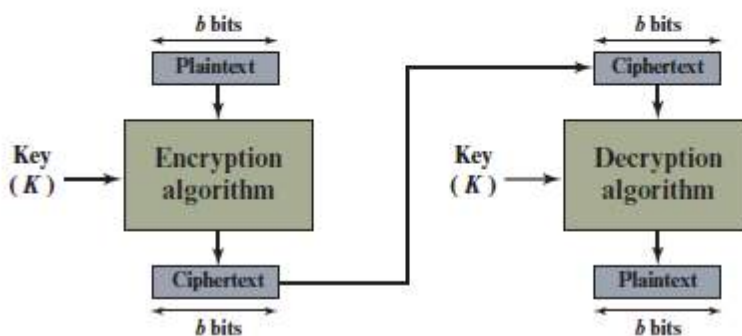 b bits
Plaintext
Key
(K)
Encryption
algorithm
Ciphertext
b bits
b bits
Ciphertext
Key
(K)
Decryption
algorithm
Plaintext
b bits